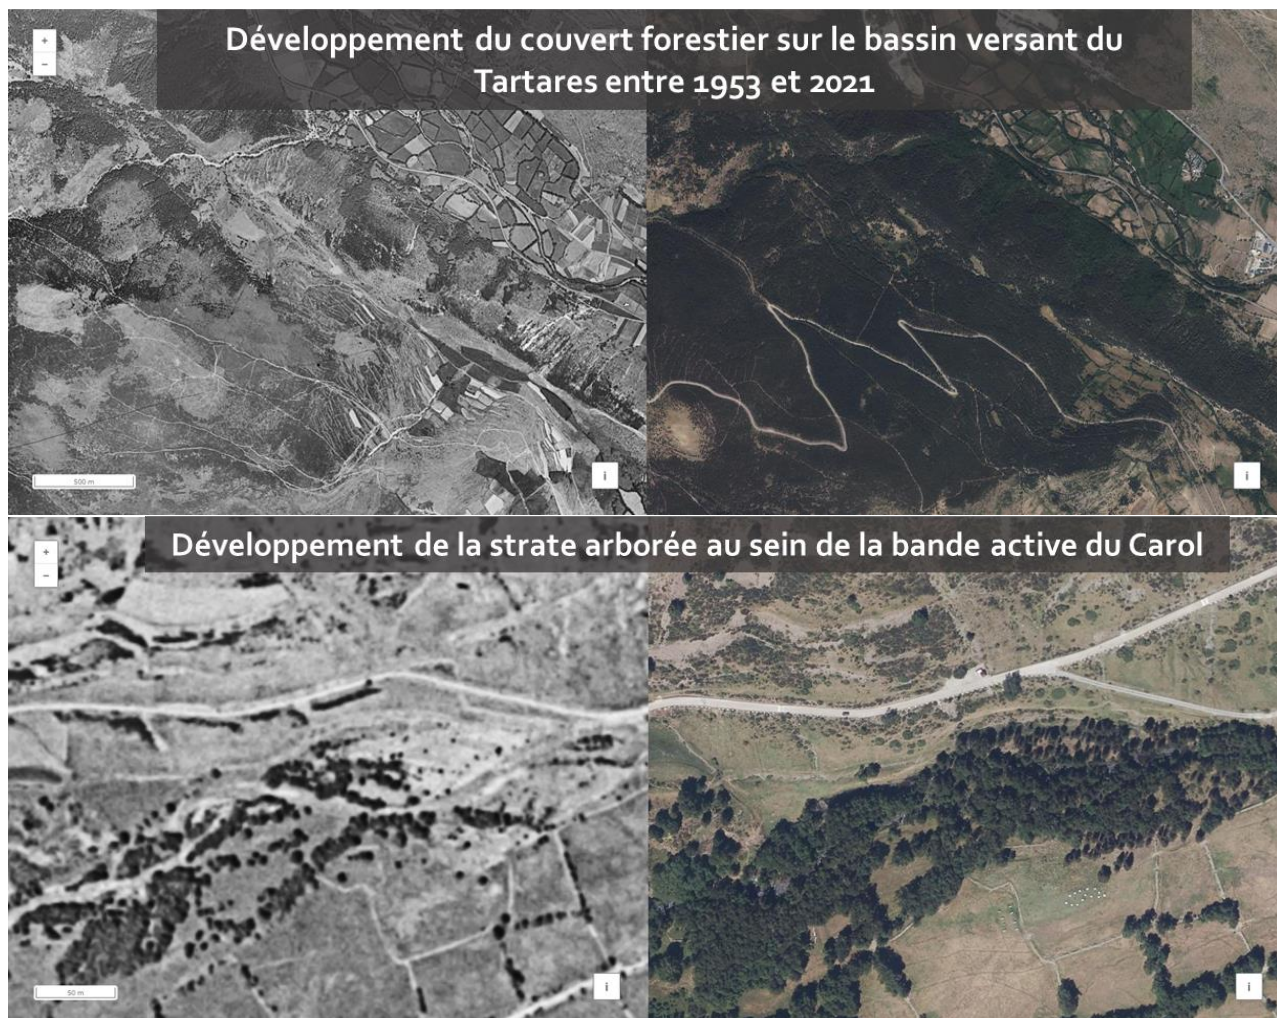 Développement du couvert forestier sur le bassin versant du
Tartares entre 1953 et 2021
+
-
500 m
i
i
Développement de la strate arborée au sein de la bande active du Carol
+
-
50 m
i
i